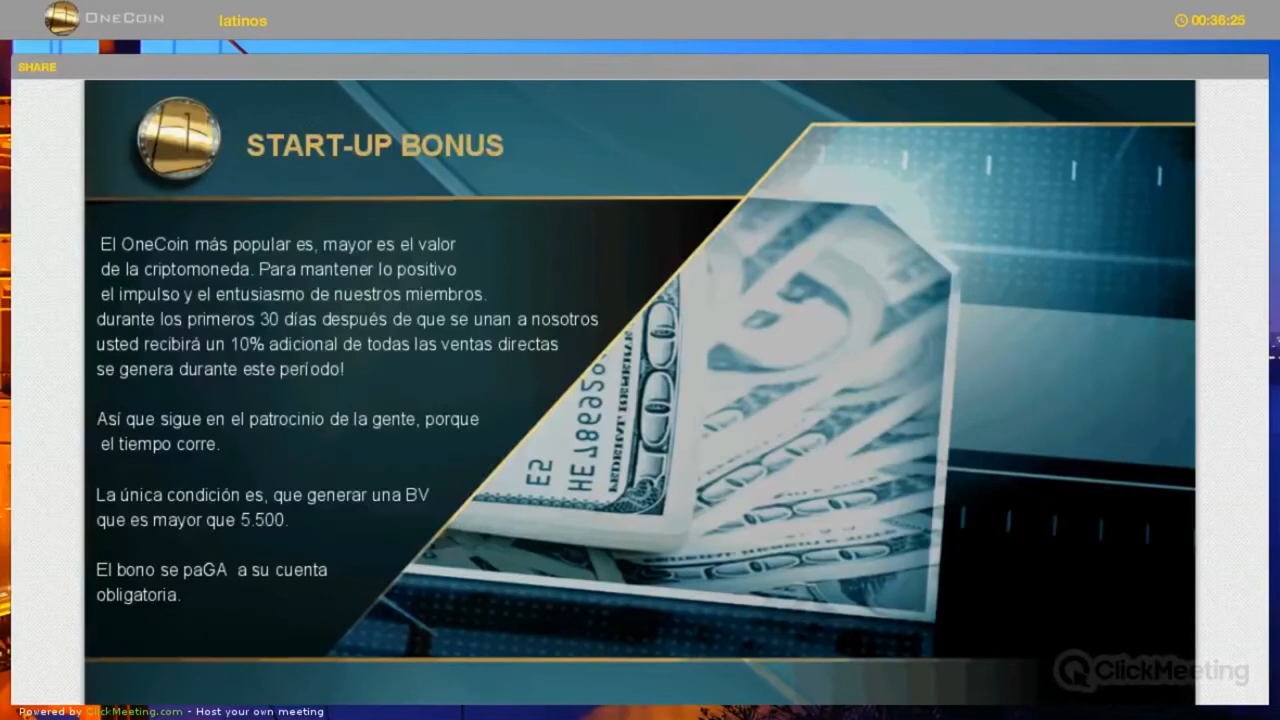 ONECOIN
latinos
00:36:25
SHARE
START-UP BONUS
El OneCoin más popular es, mayor es el valor
de la criptomoneda. Para mantener lo positivo
el impulso y el entusiasmo de nuestros miembros.
durante los primeros 30 días después de que se unan a nosotros
usted recibirá un 10% adicional de todas las ventas directas
se genera durante este período!
Así que sigue en el patrocinio de la gente, porque
el tiempo corre.
La única condición es, que generar una BV
que es mayor que 5.500.
El bono se paGA a su cuenta
obligatoria.
E5
ClickMeeting
Powered by ClickMeeting.com - Host your own meeting